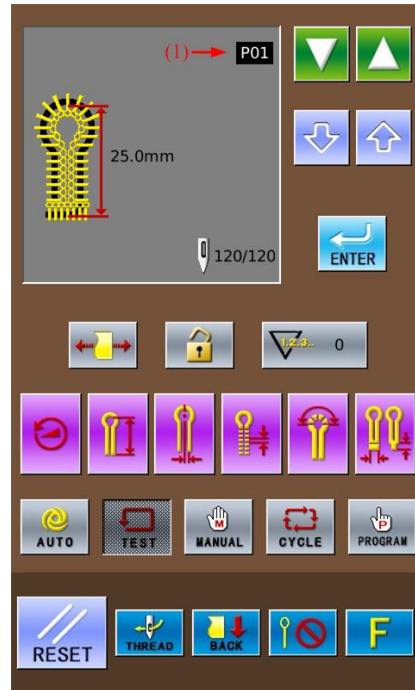 (1)
P01
25.0mm
120/120
ENTER
1.2.3.. 0
AUTO
TEST
M
MANUAL
CYCLE
P
PROGRAM
RESET
THREAD
BACK
F